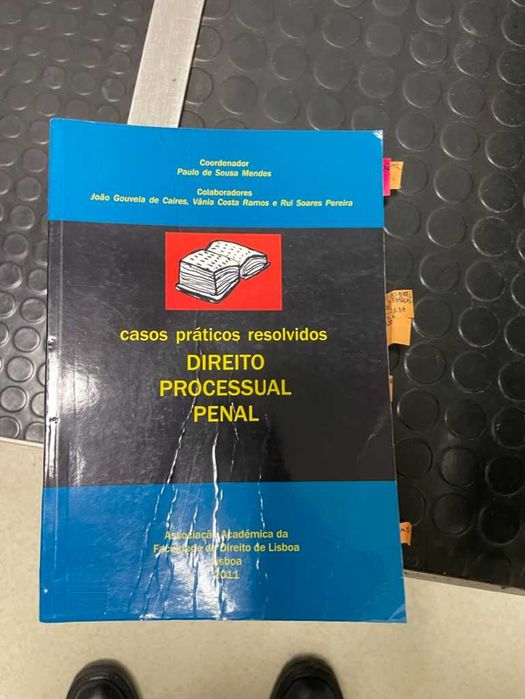 Coordenador
Paulo de Sousa Mendes
Colaboradores
João Gouveia de Caires, Vânia Costa Ramos e Rui Soares Pereira
casos práticos resolvidos
DIREITO
PROCESSUAL
PENAL
Associação Académica da
Faculdade de Direito de Lisboa
Lisboa
2011